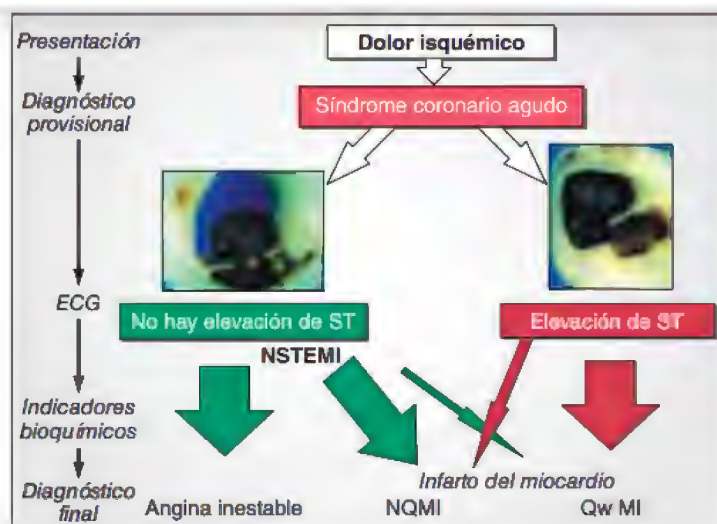 Presentación
Dolor isquémico
Diagnóstico
provisional
Síndrome coronario agudo
ECG
No hay elevación de ST
Elevación de ST
NSTEMI
Indicadores
bioquímicos
Infarto del miocardio
Diagnóstico
final
Angina inestable
NQMI
Qw MI